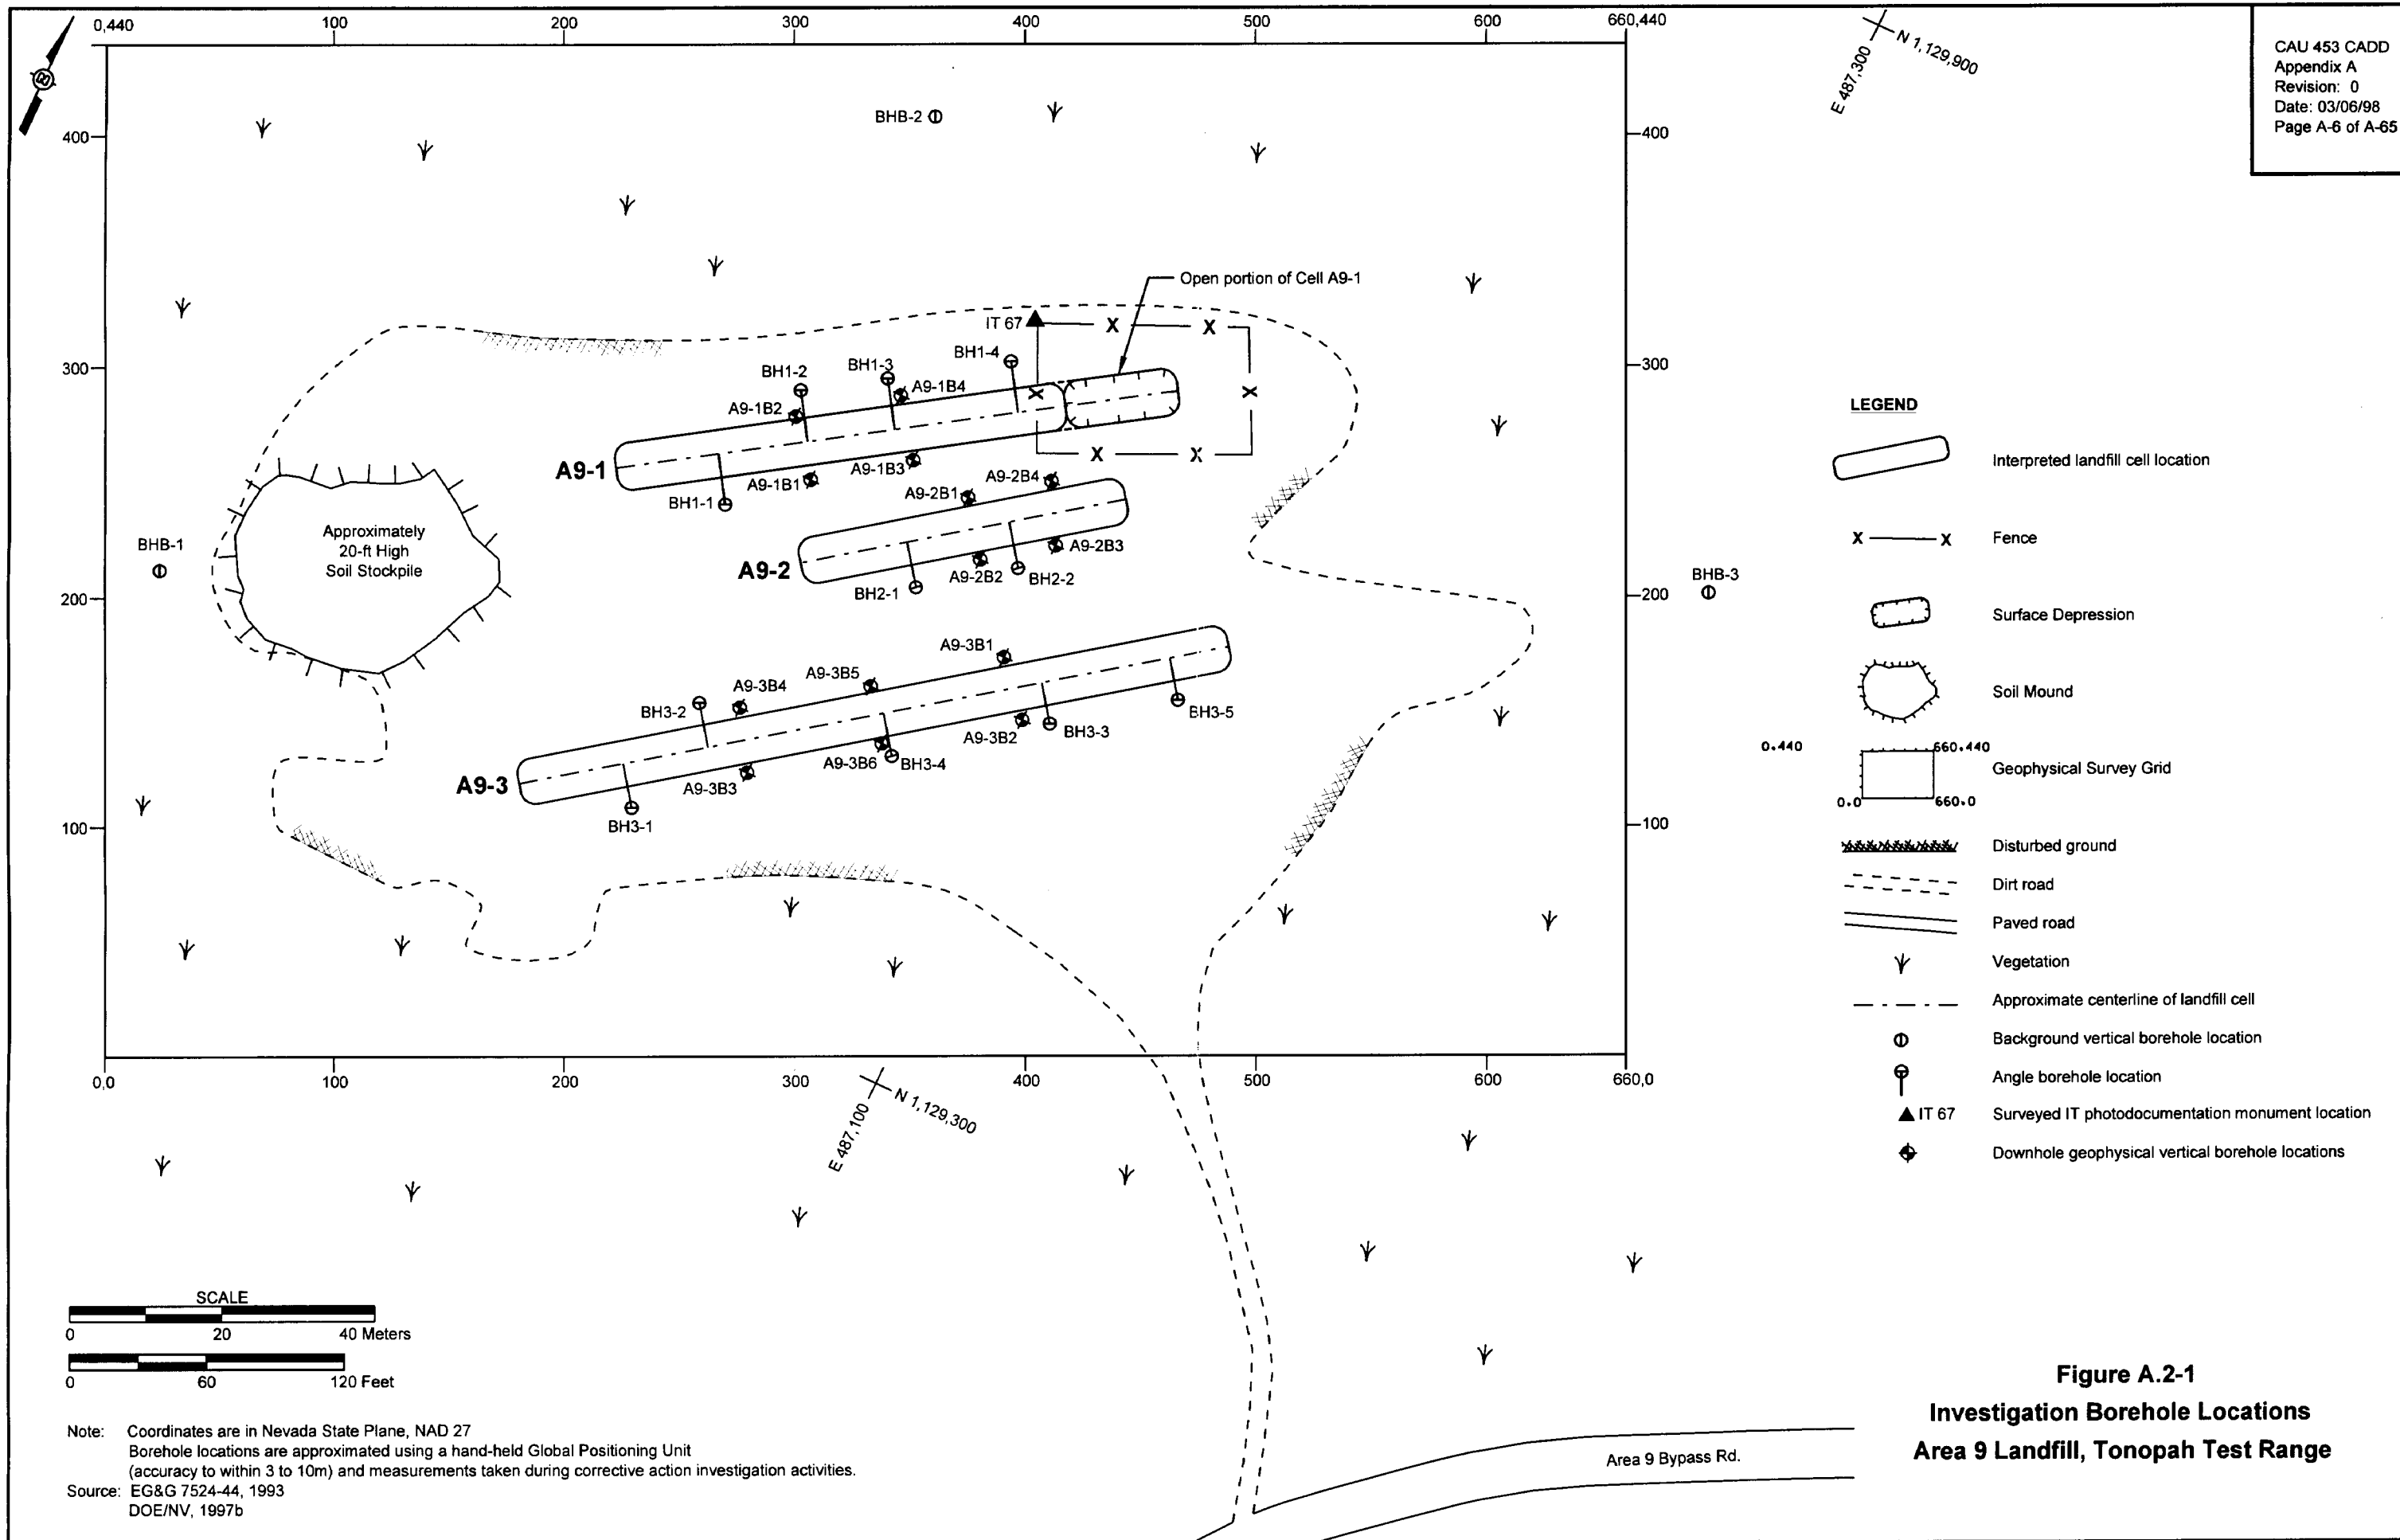 0,440
100
200
300
400
500
600
660,440
E 487,300
N 1,129,900
CAU 453 CADD
Appendix A
Revision: 0
Date: 03/06/98
Page A-6 of A-65
BHB-2
400
400
Open portion of Cell A9-1
IT 67
X
X
300
300
BH1-2
BH1-3
BH1-4
A9-1B4
A9-1B2
X
X
A9-1
A9-1B1
A9-1B3
X
X
BH1-1
A9-2B1
A9-2B4
BHB-1
Approximately
20-ft High
Soil Stockpile
A9-2
A9-2B2
A9-2B3
BH2-1
BH2-2
BHB-3
200
200
A9-3B1
A9-3B5
A9-3B4
BH3-2
BH3-5
A9-3B2
BH3-3
A9-3B6
BH3-4
A9-3
A9-3B3
BH3-1
100
100
0,0
100
200
300
400
500
600
660,0
E 487,100
N 1,129,300
LEGEND
Interpreted landfill cell location
X
X
Fence
Surface Depression
Soil Mound
0.440
660.440
Geophysical Survey Grid
0.0
660.0
Disturbed ground
Dirt road
Paved road
Vegetation
Approximate centerline of landfill cell
Background vertical borehole location
Angle borehole location
IT 67
Surveyed IT photodocumentation monument location
Downhole geophysical vertical borehole locations
SCALE
0
20
40 Meters
0
60
120 Feet
Note: Coordinates are in Nevada State Plane, NAD 27
Borehole locations are approximated using a hand-held Global Positioning Unit
(accuracy to within 3 to 10m) and measurements taken during corrective action investigation activities.
Source: EG&G 7524-44, 1993
DOE/NV, 1997b
Area 9 Bypass Rd.
Figure A.2-1
Investigation Borehole Locations
Area 9 Landfill, Tonopah Test Range